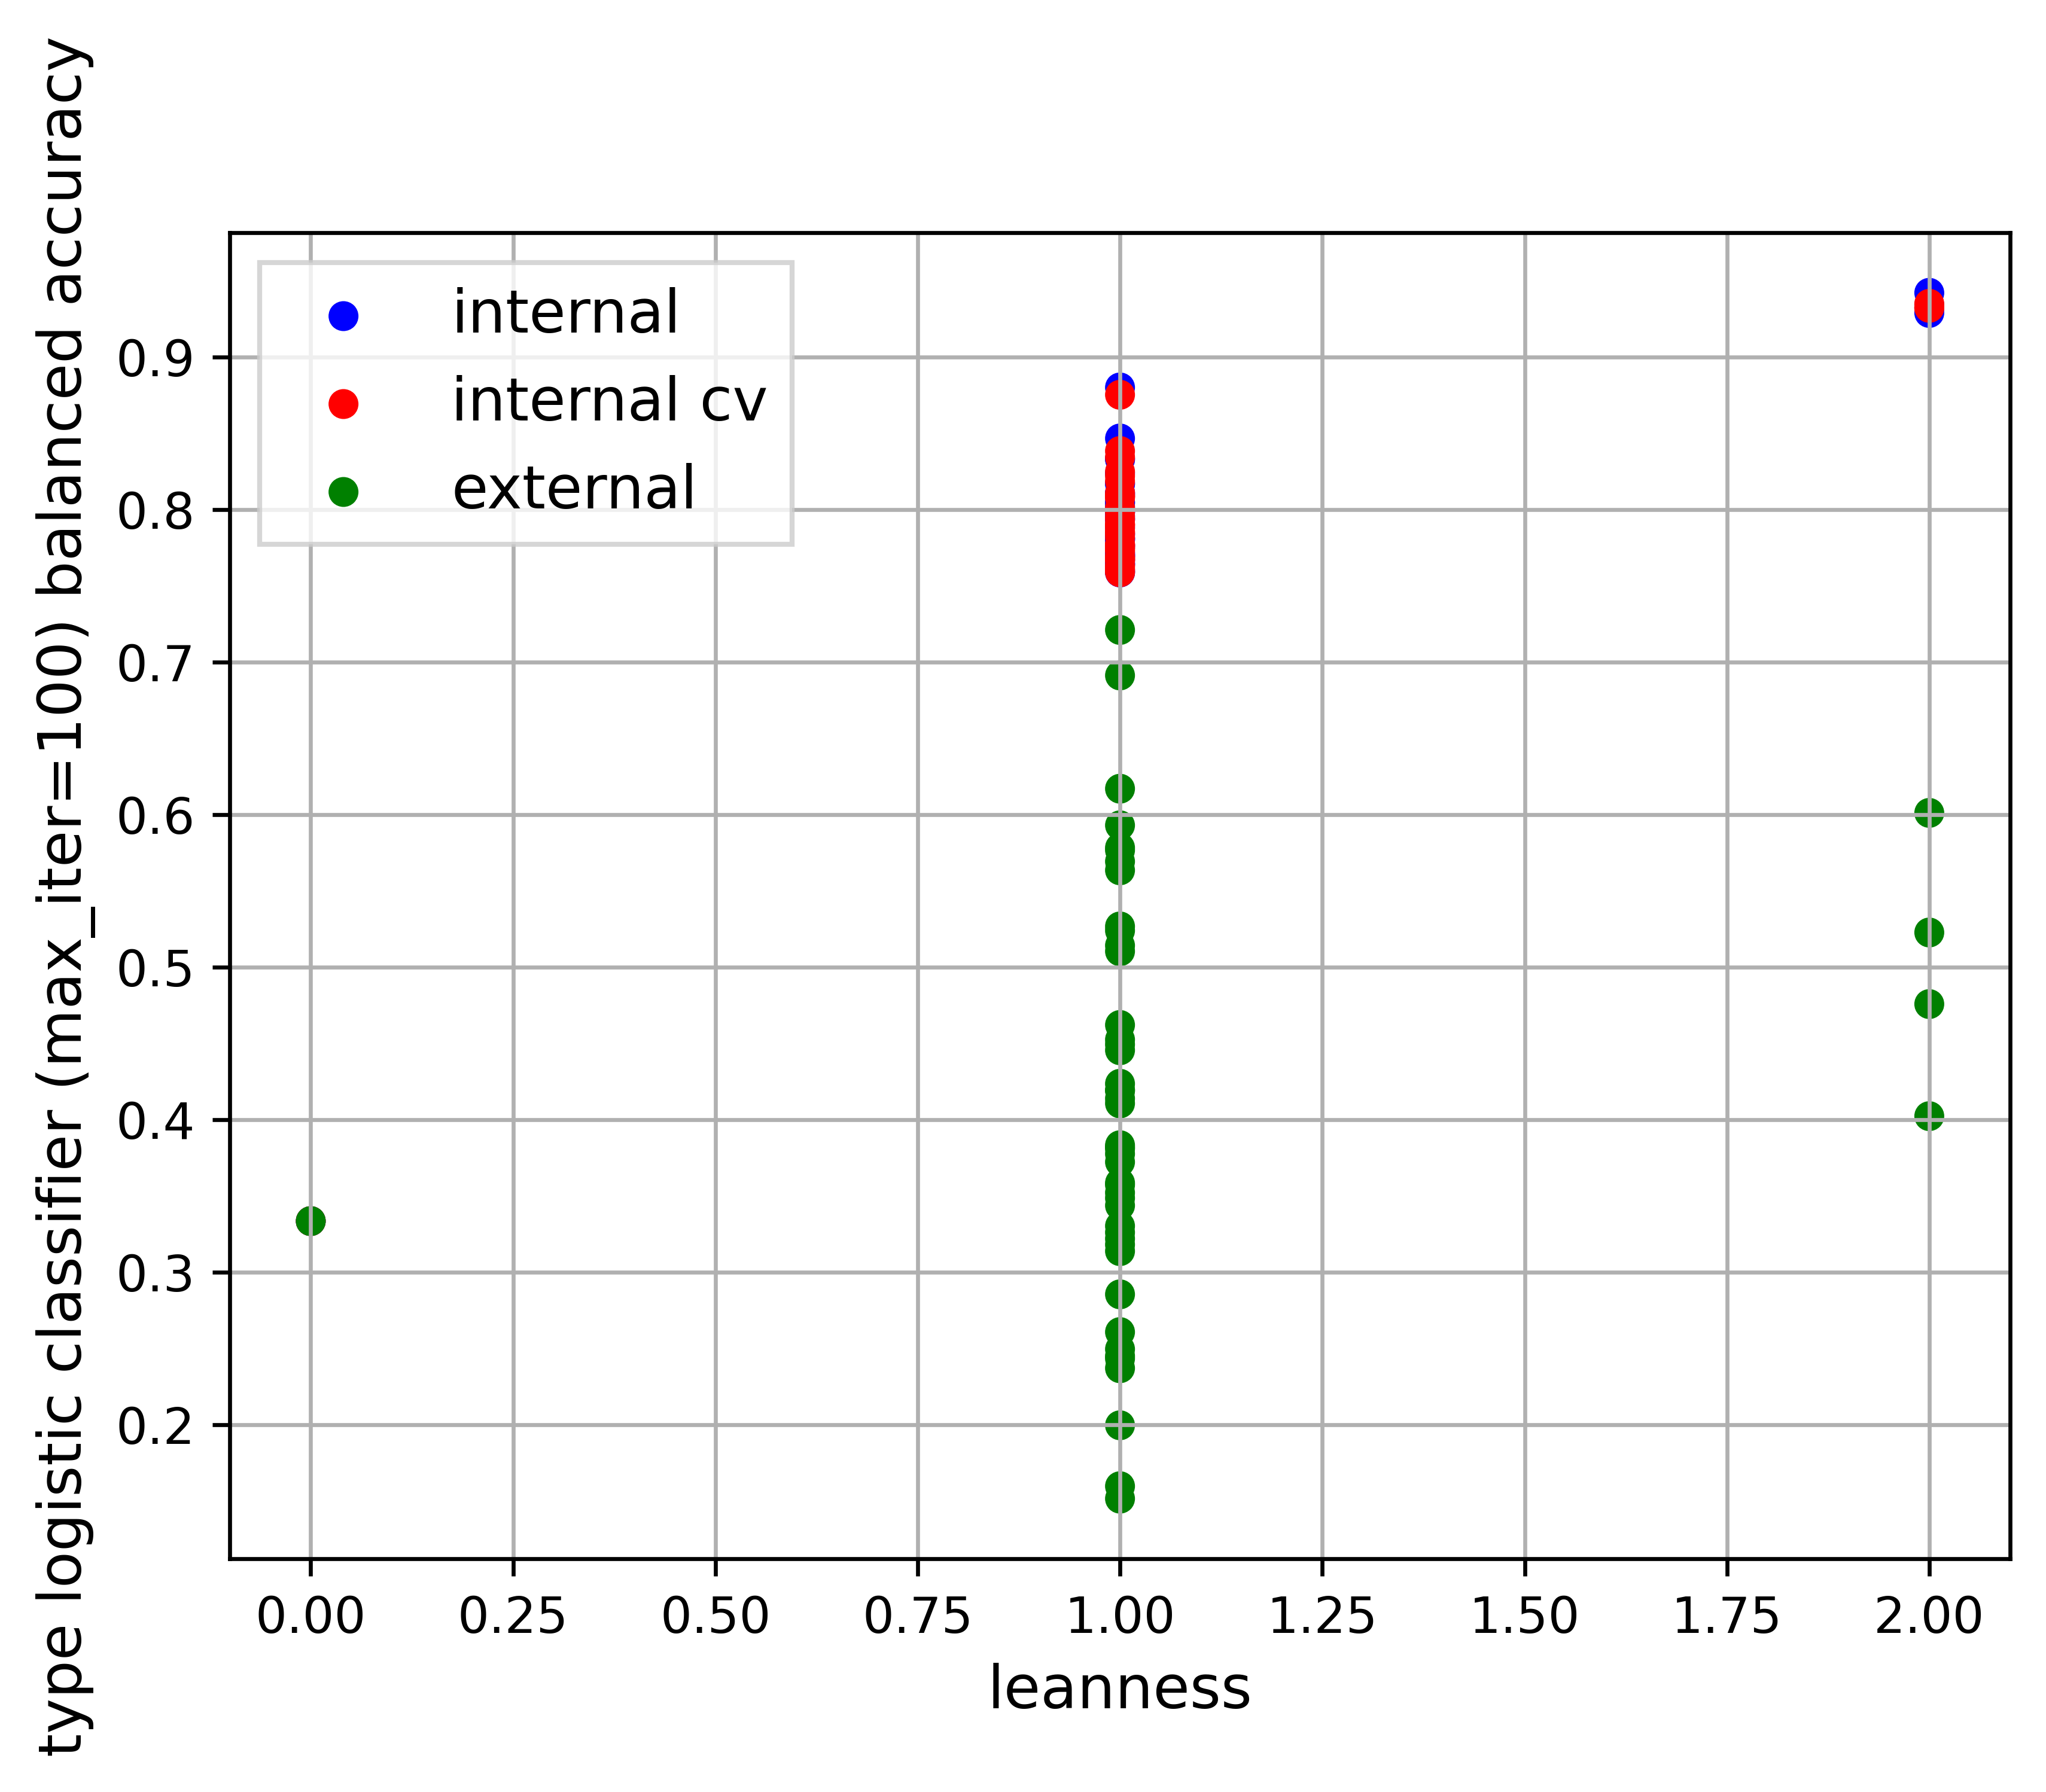 type logistic classifier (max_iter=100) balanced accuracy
internal
internal cv
external
0.9
0.8
0.7
0.6
0.5
0.4
0.3
0.2
0.00 0.25 0.50 0.75 1.00 1.25 1.50 1.75 2.00
leanness